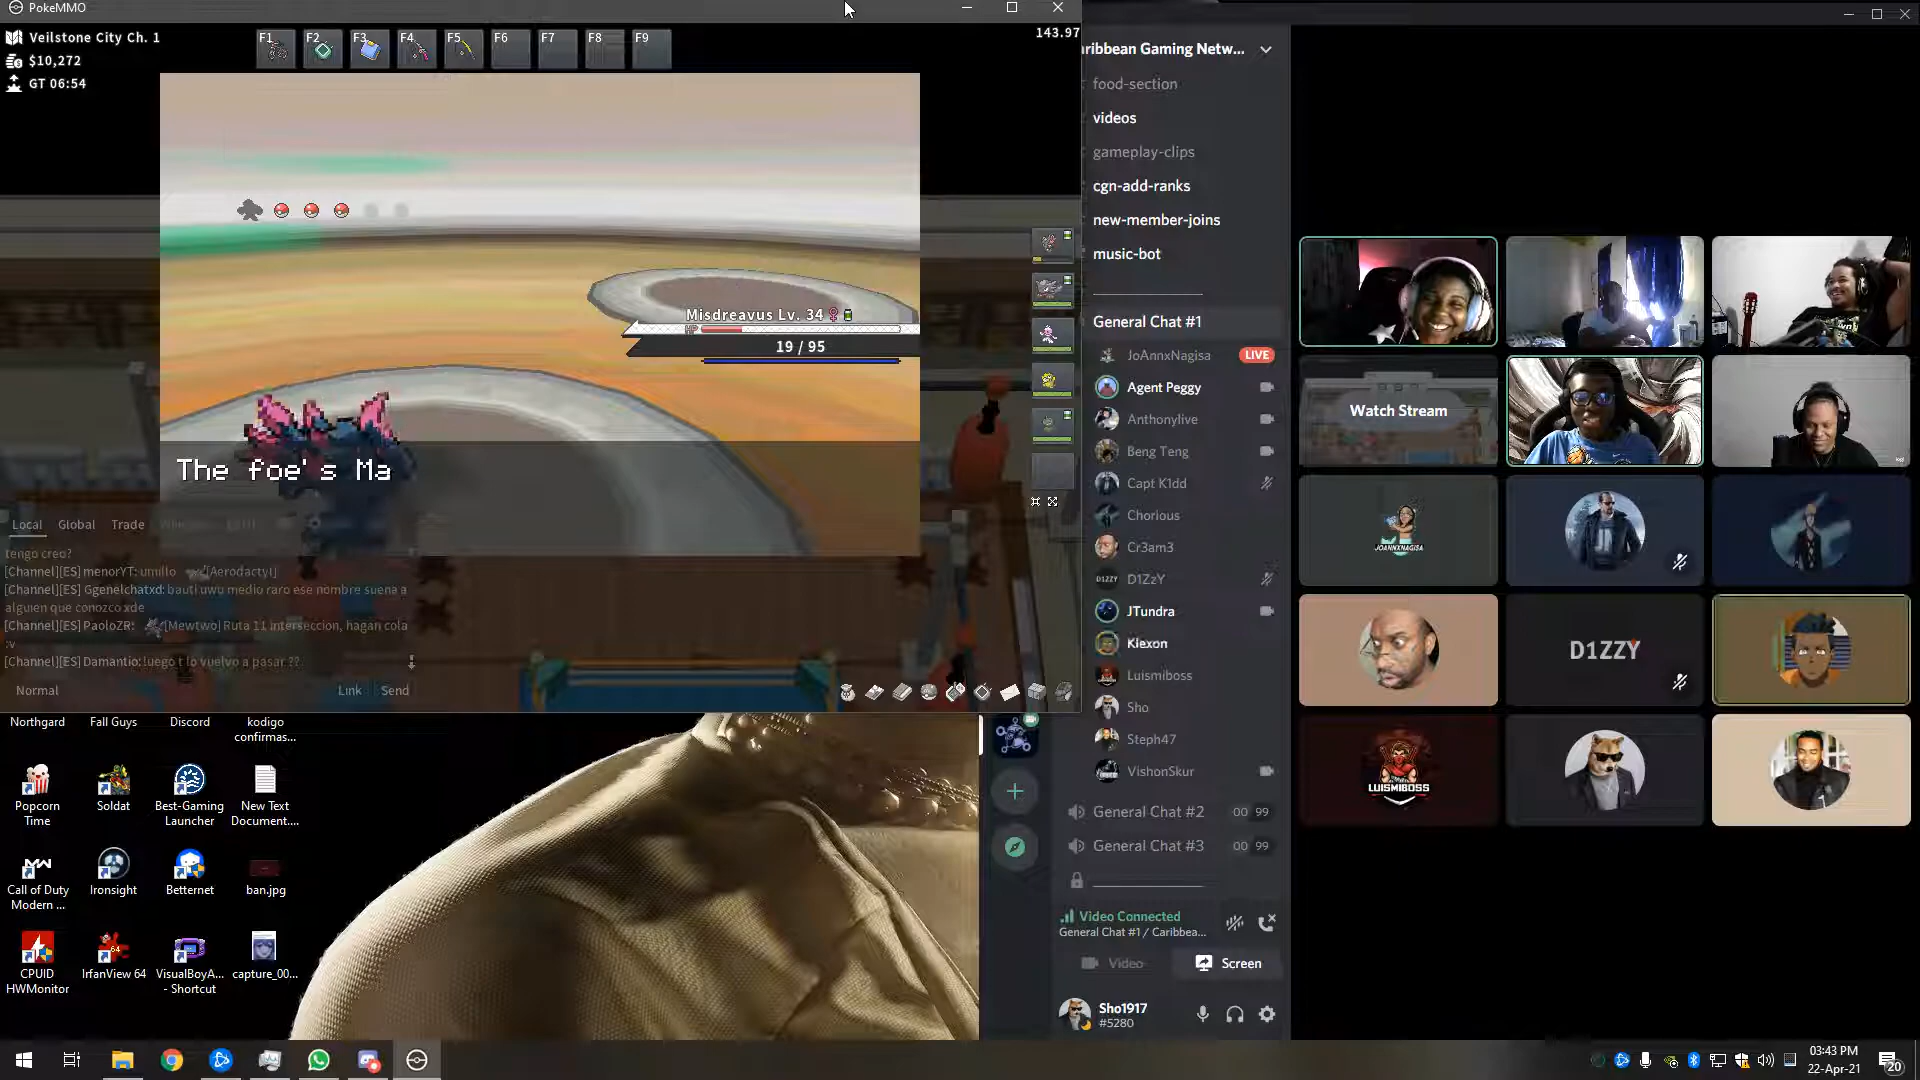 PokeMMO
Veilstone City Ch. 1
$10,272
GT 06:54
F1 F2 F3 F4 F5 F6 F7 F8 F9
143.97
Misdreavus Lv. 34
HP
19 / 95
The foe's Ma
Local Global Trade
tengo creo?
[Channel][ES] menorYT: umillo [Aerodactyl]
[Channel][ES] Ggenelchatxd: bauti uwu medio raro ese nombre suena a
alguien que conozco xde
[Channel][ES] PaoloZR: [Mewtwo] Ruta 11 interseccion, hagan cola
:v
[Channel][ES] Damantio: luego t lo vuelvo a pasar ??
Normal Link Send
Northgard
Fall Guys
Discord
kodigo
confirmas...
Popcorn
Time
Soldat
Best-Gaming
Launcher
New Text
Document....
Call of Duty
Modern ...
Ironsight
Betternet
ban.jpg
CPUID
HWMonitor
64
IrfanView 64
VisualBoyA...
- Shortcut
capture_00...
aribbean Gaming Netw...
food-section
videos
gameplay-clips
cgn-add-ranks
new-member-joins
music-bot
General Chat #1
JoAnnxNagisa LIVE
Agent Peggy
Anthonylive
Beng Teng
Capt K1dd
Chorious
Cr3am3
D1ZZY D1ZzY
JTundra
Klexon
Luismiboss
Sho
Steph47
VishonSkur
General Chat #2 00 99
General Chat #3 00 99
Video Connected
General Chat #1 / Caribbea...
Video Screen
Sho1917
#5280
Watch Stream
JOANNXNAGISA
D1ZZY
LUISMIBOSS
03:43 PM
22-Apr-21
20